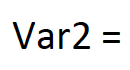 Var2 =